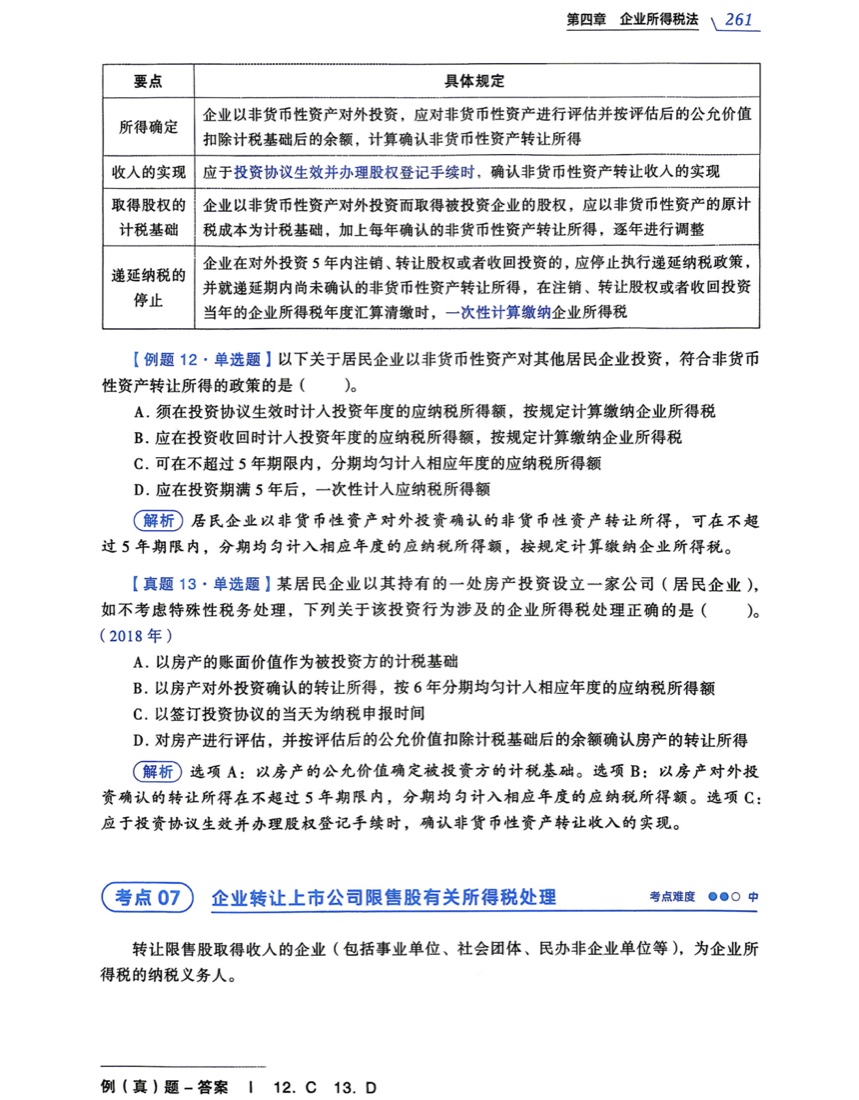 第四章 企业所得税法 261
要点 具体规定
所得确定 企业以非货币性资产对外投资，应对非货币性资产进行评估并按评估后的公允价值
扣除计税基础后的余额，计算确认非货币性资产转让所得
收入的实现 应于投资协议生效并办理股权登记手续时，确认非货币性资产转让收入的实现
取得股权的 企业以非货币性资产对外投资而取得被投资企业的股权，应以非货币性资产的原计
计税基础 税成本为计税基础，加上每年确认的非货币性资产转让所得，逐年进行调整
递延纳税的
停止
企业在对外投资 5 年内注销、转让股权或者收回投资的，应停止执行递延纳税政策，
并就递延期内尚未确认的非货币性资产转让所得，在注销、转让股权或者收回投资
当年的企业所得税年度汇算清缴时，一次性计算缴纳企业所得税
【例题 12·单选题】以下关于居民企业以非货币性资产对其他居民企业投资，符合非货币
性资产转让所得的政策的是（ ）。
A. 须在投资协议生效时计入投资年度的应纳税所得额，按规定计算缴纳企业所得税
B. 应在投资收回时计入投资年度的应纳税所得额，按规定计算缴纳企业所得税
C. 可在不超过 5 年期限内，分期均匀计入相应年度的应纳税所得额
D. 应在投资期满 5 年后，一次性计入应纳税所得额
解析 居民企业以非货币性资产对外投资确认的非货币性资产转让所得，可在不超
过 5 年期限内，分期均匀计入相应年度的应纳税所得额，按规定计算缴纳企业所得税。
【真题 13·单选题】某居民企业以其持有的一处房产投资设立一家公司（居民企业），
如不考虑特殊性税务处理，下列关于该投资行为涉及的企业所得税处理正确的是（ ）。
（2018 年）
A. 以房产的账面价值作为被投资方的计税基础
B. 以房产对外投资确认的转让所得，按 6 年分期均匀计入相应年度的应纳税所得额
C. 以签订投资协议的当天为纳税申报时间
D. 对房产进行评估，并按评估后的公允价值扣除计税基础后的余额确认房产的转让所得
解析 选项 A：以房产的公允价值确定被投资方的计税基础。选项 B：以房产对外投
资确认的转让所得在不超过 5 年期限内，分期均匀计入相应年度的应纳税所得额。选项 C：
应于投资协议生效并办理股权登记手续时，确认非货币性资产转让收入的实现。
考点 07 企业转让上市公司限售股有关所得税处理 考点难度 中
转让限售股取得收入的企业（包括事业单位、社会团体、民办非企业单位等），为企业所
得税的纳税义务人。
例（真）题－答案 | 12. C 13. D